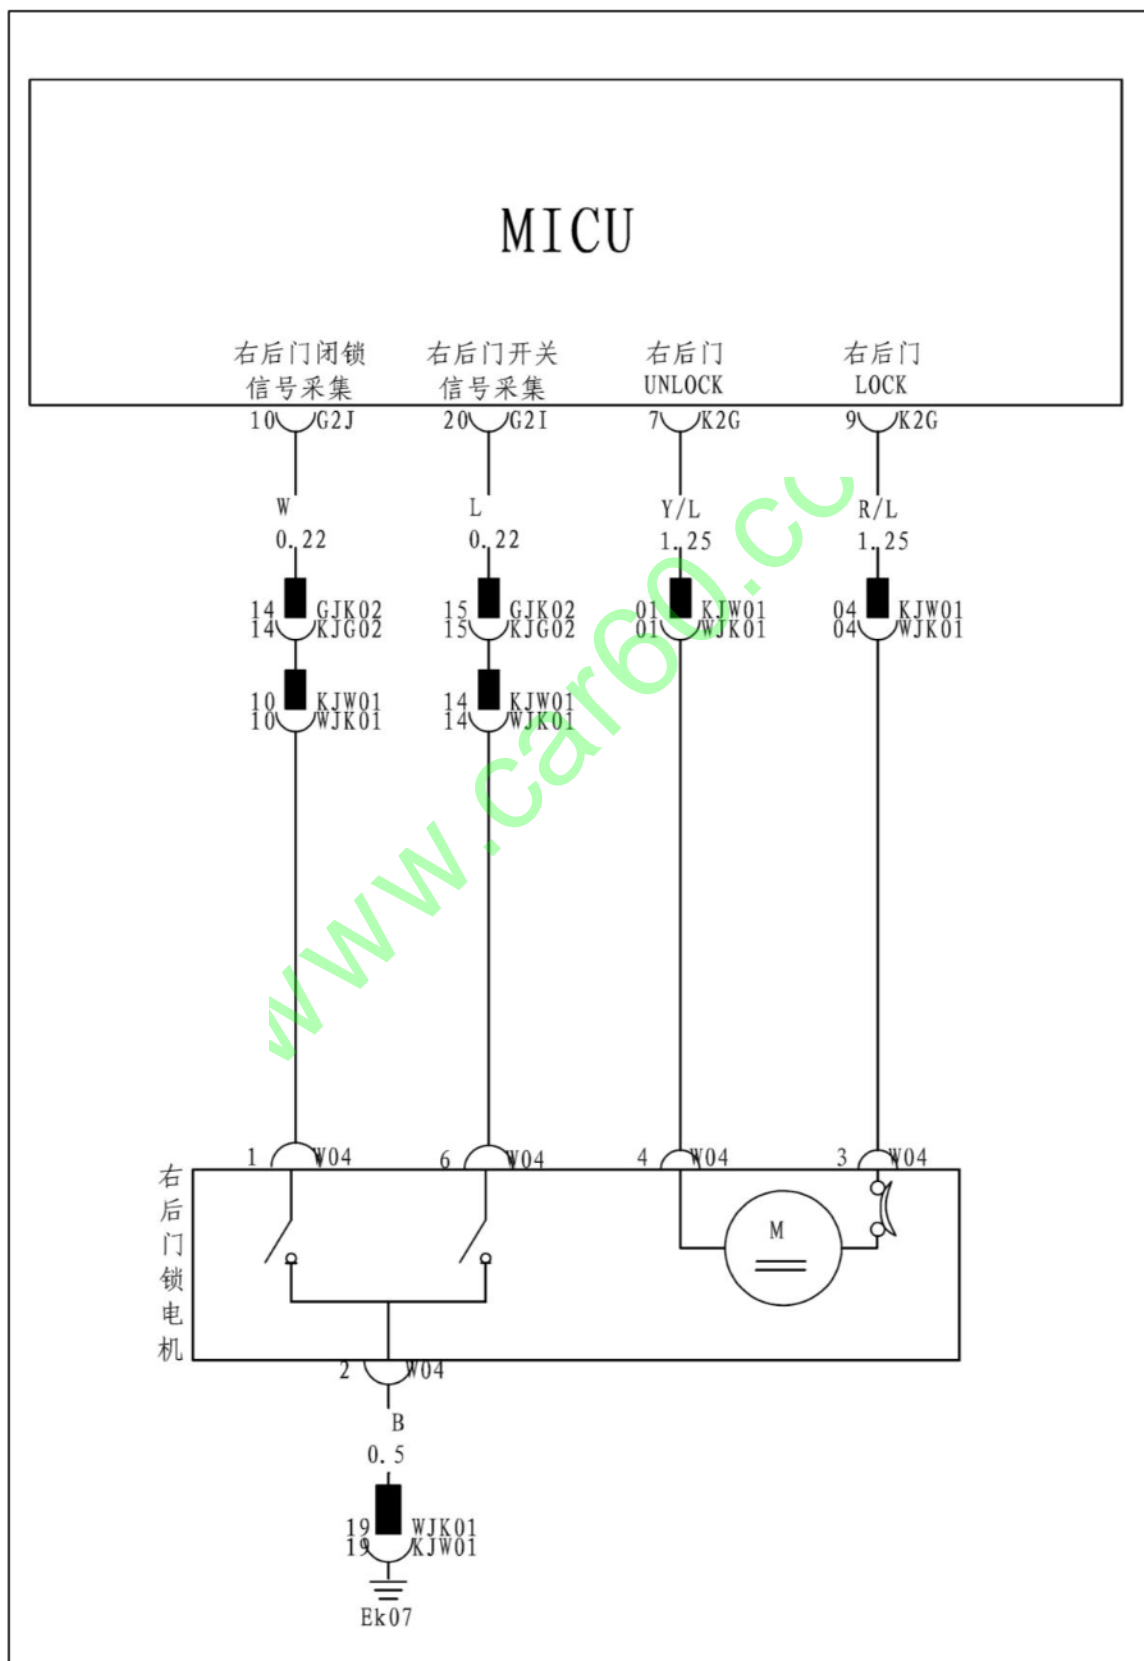 MICU
右后门闭锁
信号采集
右后门开关
信号采集
右后门
UNLOCK
右后门
LOCK
10 G2J
20 G2I
7 K2G
9 K2G
W
0.22
L
0.22
Y/L
1.25
R/L
1.25
14 GJK02
14 KJG02
15 GJK02
15 KJG02
01 KJW01
01 WJK01
04 KJW01
04 WJK01
10 KJW01
10 WJK01
14 KJW01
14 WJK01
www.car60.co
1 W04
6 W04
4 W04
3 W04
右后门锁电机
M
2 W04
B
0.5
19 WJK01
19 KJW01
Ek07